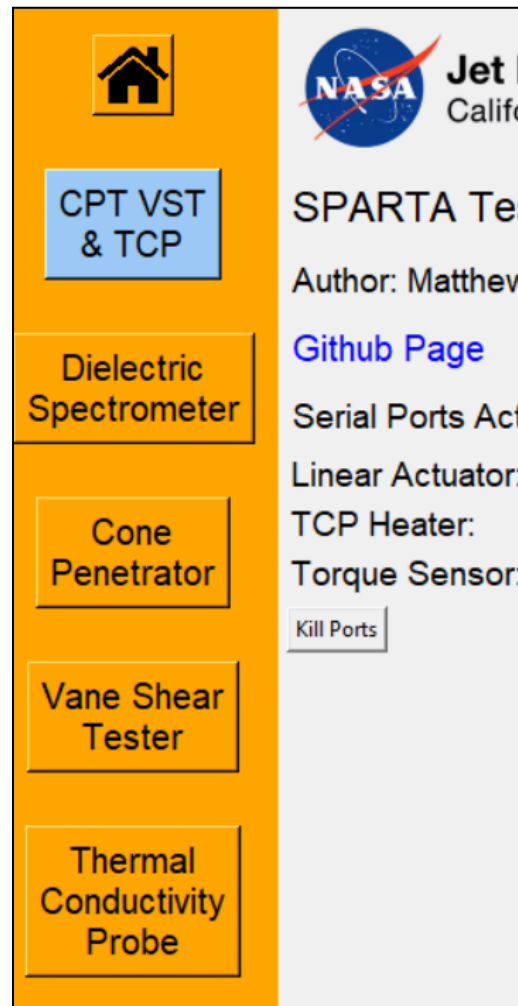 CPT VST
& TCP
Dielectric
Spectrometer
Cone
Penetrator
Vane Shear
Tester
Thermal
Conductivity
Probe
NASA
Jet
Califo
SPARTA Tes
Author: Matthew
Github Page
Serial Ports Act
Linear Actuator:
TCP Heater:
Torque Sensor:
Kill Ports